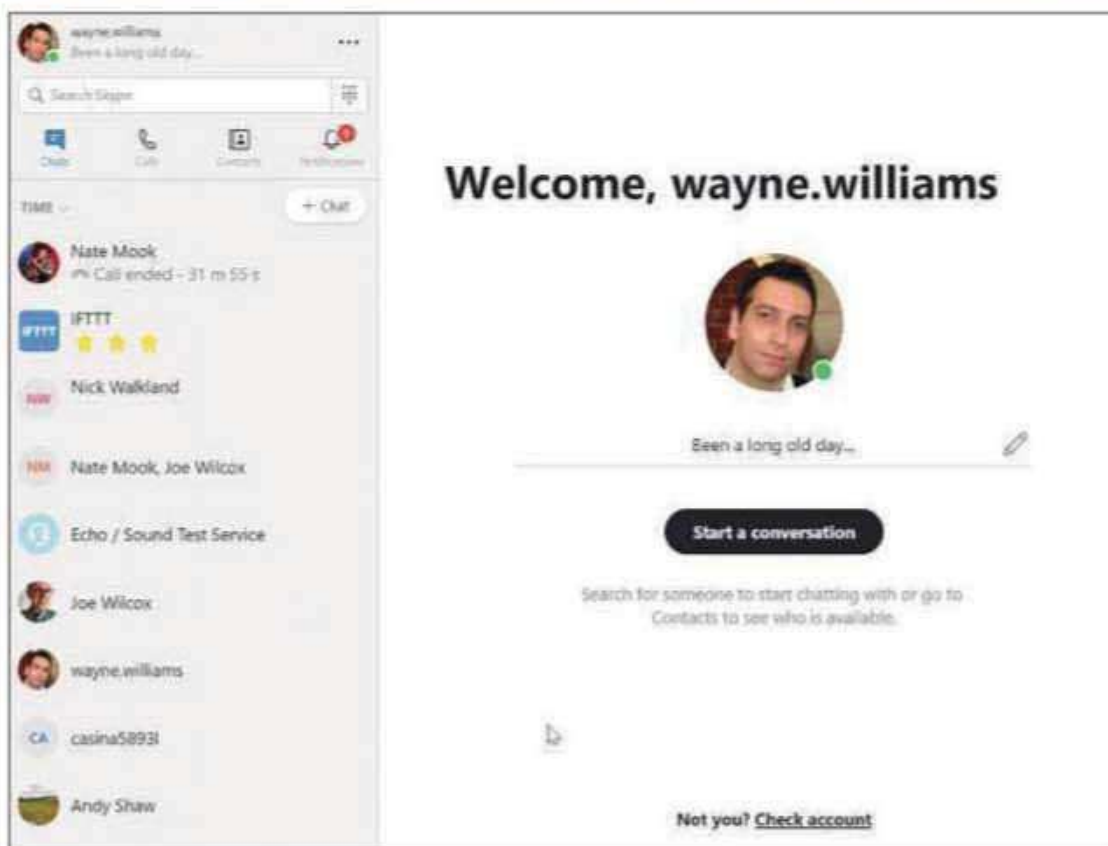 wayne.williams
Been a long old day...
Search Skype
Chats
Calls
Contacts
Notifications
TIME
+ Chat
Nate Mook
Call ended - 31 m 55 s
IFTTT
IFTTT
NW
Nick Walkland
NM
Nate Mook, Joe Wilcox
Echo / Sound Test Service
Joe Wilcox
wayne.williams
CA
casina5893l
Andy Shaw
Welcome, wayne.williams
Been a long old day...
Start a conversation
Search for someone to start chatting with or go to
Contacts to see who is available.
Not you? Check account